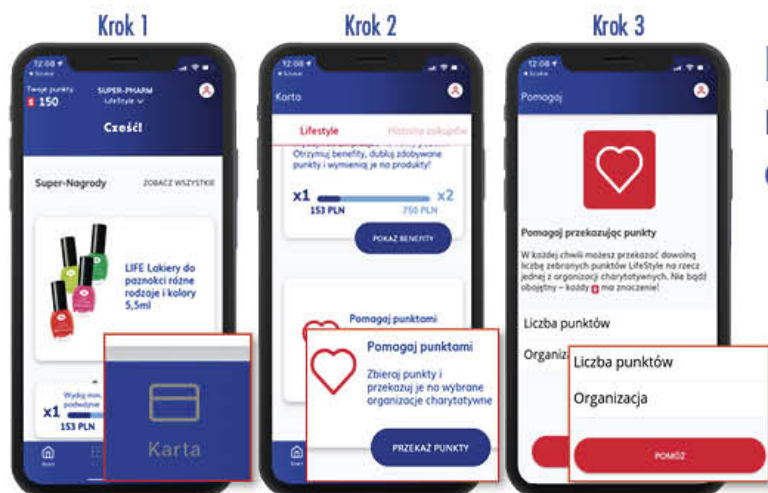 Krok 1
12:08
Twoje punkty
150
SUPER-PHARM
LifeStyle
Cześć!
Super-Nagrody
ZOBACZ WSZYSTKIE
LIFE Lakiery do
paznokci różne
rodzaje i kolory
5,5ml
Wydaj min.
podwójnie
x1
153 PLN
Start
Karta
Krok 2
12:08
Karta
Lifestyle
Historia zakupów
Otrzymuj benefity, dubluj zdobywane
punkty i wymieniaj je na produkty!
x1
x2
153 PLN
750 PLN
POKAŻ BENEFITY
Pomagaj punktami
Pomagaj punktami
Zbieraj punkty i
przekazuj je na wybrane
organizacje charytatywne
PRZEKAŻ PUNKTY
Start
Krok 3
12:08
Pomagaj
Pomagaj przekazując punkty
W każdej chwili możesz przekazać dowolną
liczbę zebranych punktów LifeStyle na rzecz
jednej z organizacji charytatywnych. Nie bądź
obojętny – każdy ma znaczenie!
Liczba punktów
Liczba punktów
Organizacja
POMÓŻ